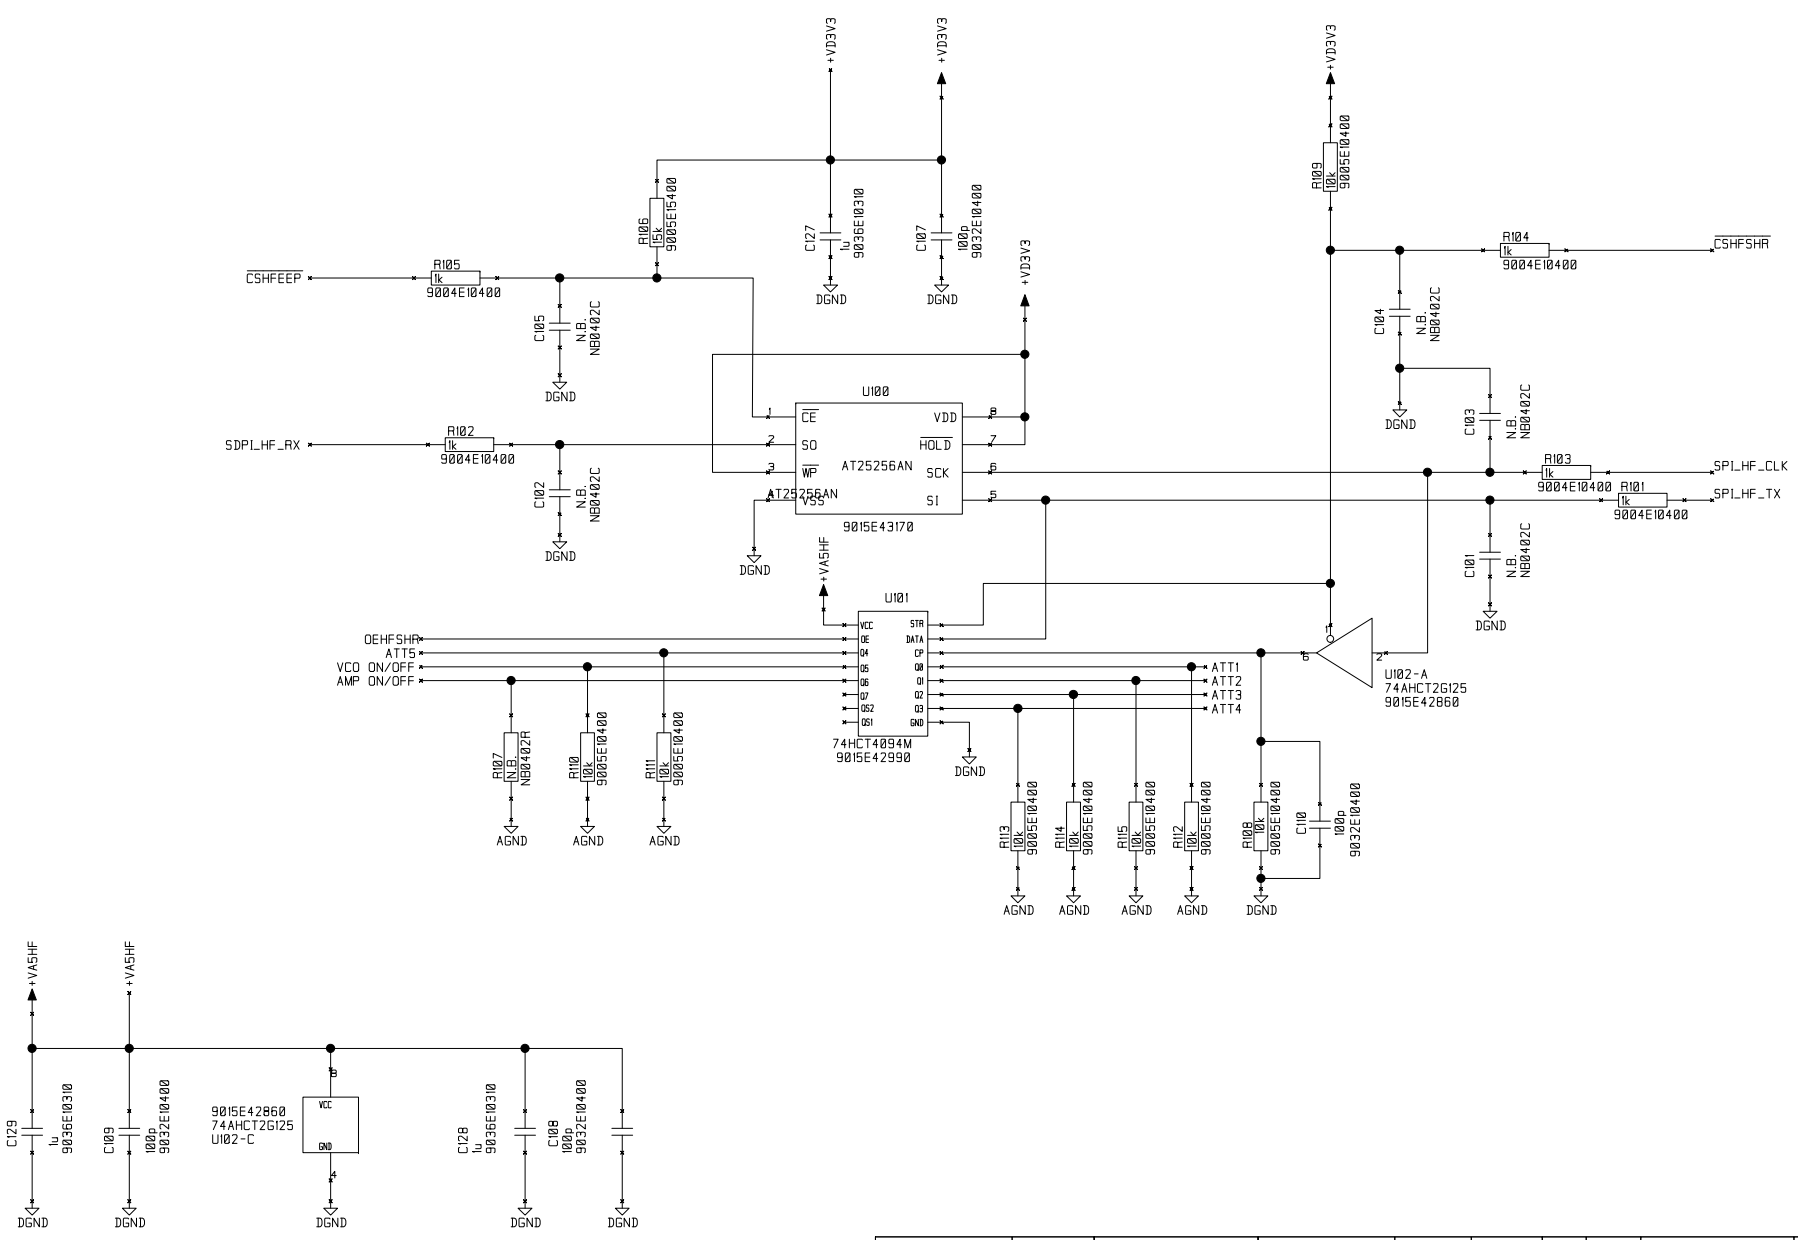 +VD3V3
+VD3V3
+VD3V3
R109
10k
9005E10400
R106
15k
9005E15400
C127
1u
9036E10310
C107
100p
9032E10400
+VD3V3
DGND
DGND
CSHFEEP
R105
1k
9004E10400
C105
N.B.
NB0402C
DGND
R104
9004E10400
1k
CSHFSHR
C104
N.B.
NB0402C
DGND
C103
N.B.
NB0402C
SDPI_HF_RX
R102
1k
9004E10400
C102
N.B.
NB0402C
DGND
U100
1
CE
VDD
8
2
SO
HOLD
7
3
WP
AT25256AN
SCK
6
4
AT25256AN
VSS
SI
5
9015E43170
DGND
R103
1k
9004E10400
SPI_HF_CLK
R101
1k
9004E10400
SPI_HF_TX
C101
N.B.
NB0402C
DGND
+VA5HF
U101
VCC
STR
OE
DATA
Q4
CP
Q5
Q0
Q6
Q1
Q7
Q2
QS2
Q3
QS1
GND
74HCT4094M
9015E42990
DGND
OEHFSHR
ATT5
VCO ON/OFF
AMP ON/OFF
ATT1
ATT2
ATT3
ATT4
1
6
2
U102-A
74AHCT2G125
9015E42860
R107
N.B.
NB0402R
R110
10k
9005E10400
R111
10k
9005E10400
AGND
AGND
AGND
R113
10k
9005E10400
R114
10k
9005E10400
R115
10k
9005E10400
R112
10k
9005E10400
R108
10k
9005E10400
C110
100p
9032E10400
AGND
AGND
AGND
AGND
DGND
+VA5HF
+VA5HF
C129
1u
9036E10310
C109
100p
9032E10400
9015E42860
74AHCT2G125
U102-C
8
VCC
GND
4
C128
1u
9036E10310
C108
100p
9032E10400
DGND
DGND
DGND
DGND
DGND